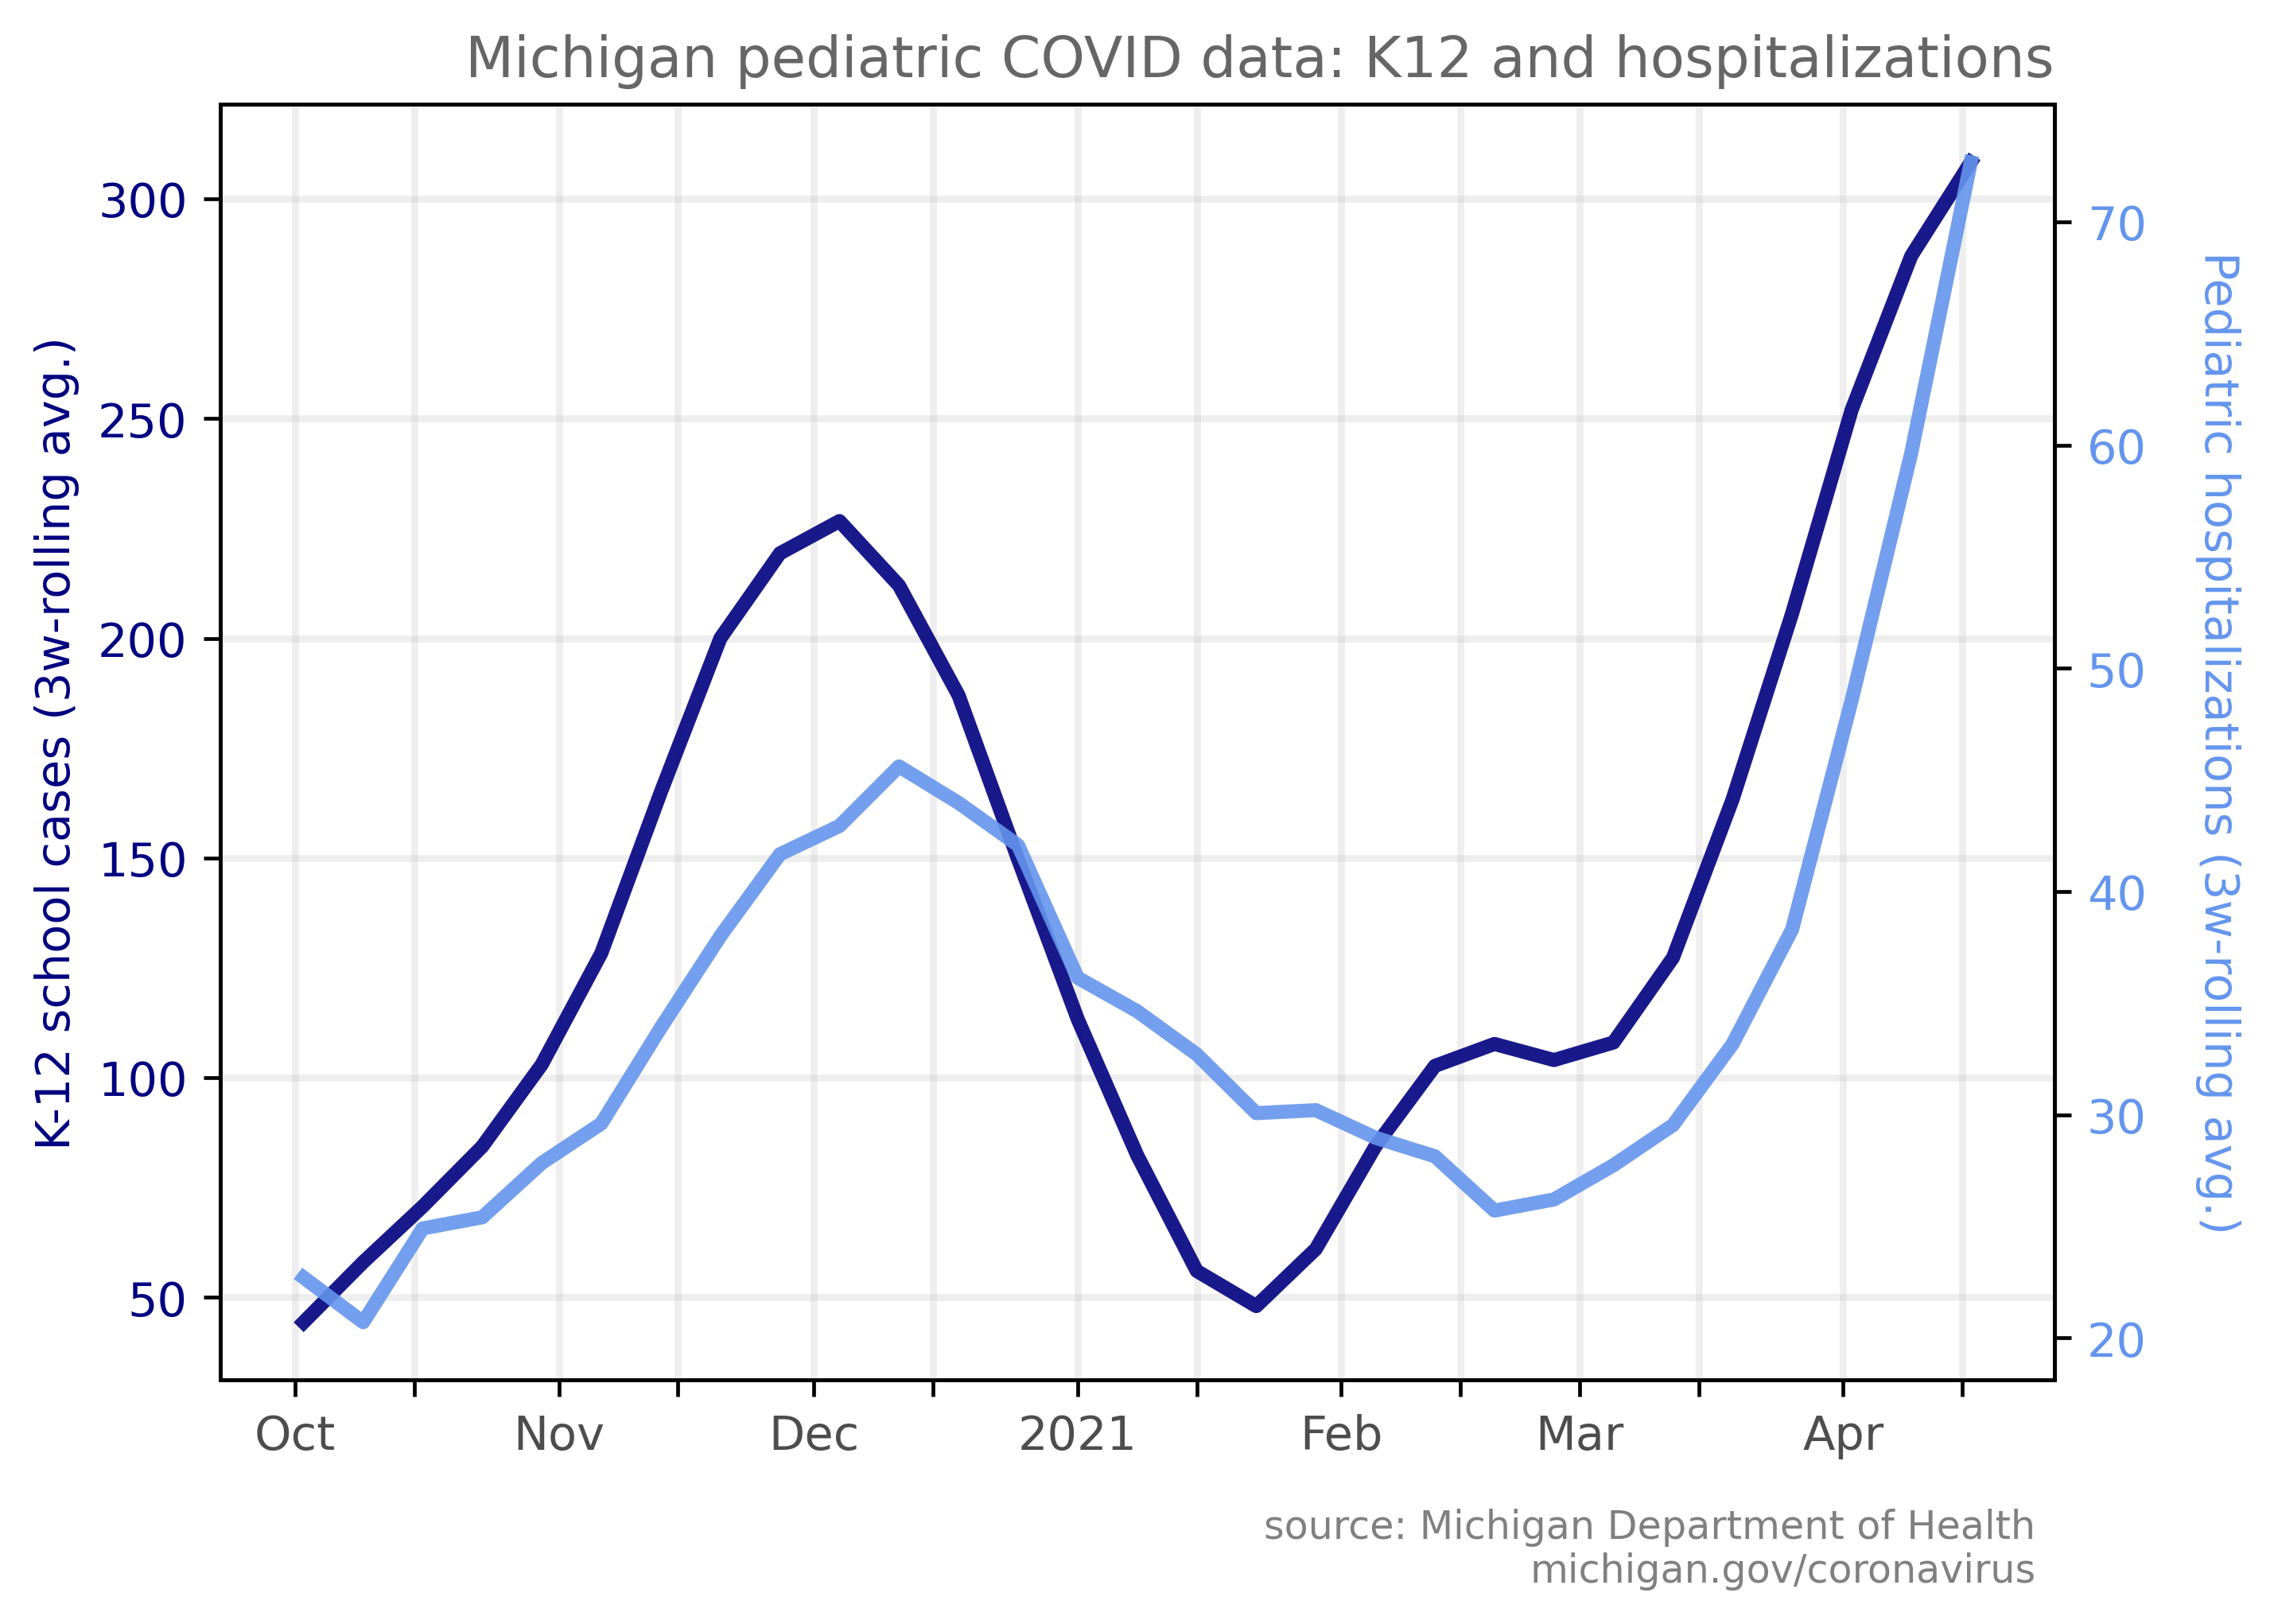 Michigan pediatric COVID data: K12 and hospitalizations
K-12 school cases (3w-rolling avg.)
300
250
200
150
100
50
70
60
50
40
30
20
Pediatric hospitalizations (3w-rolling avg.)
Oct Nov Dec 2021 Feb Mar Apr
source: Michigan Department of Health
michigan.gov/coronavirus